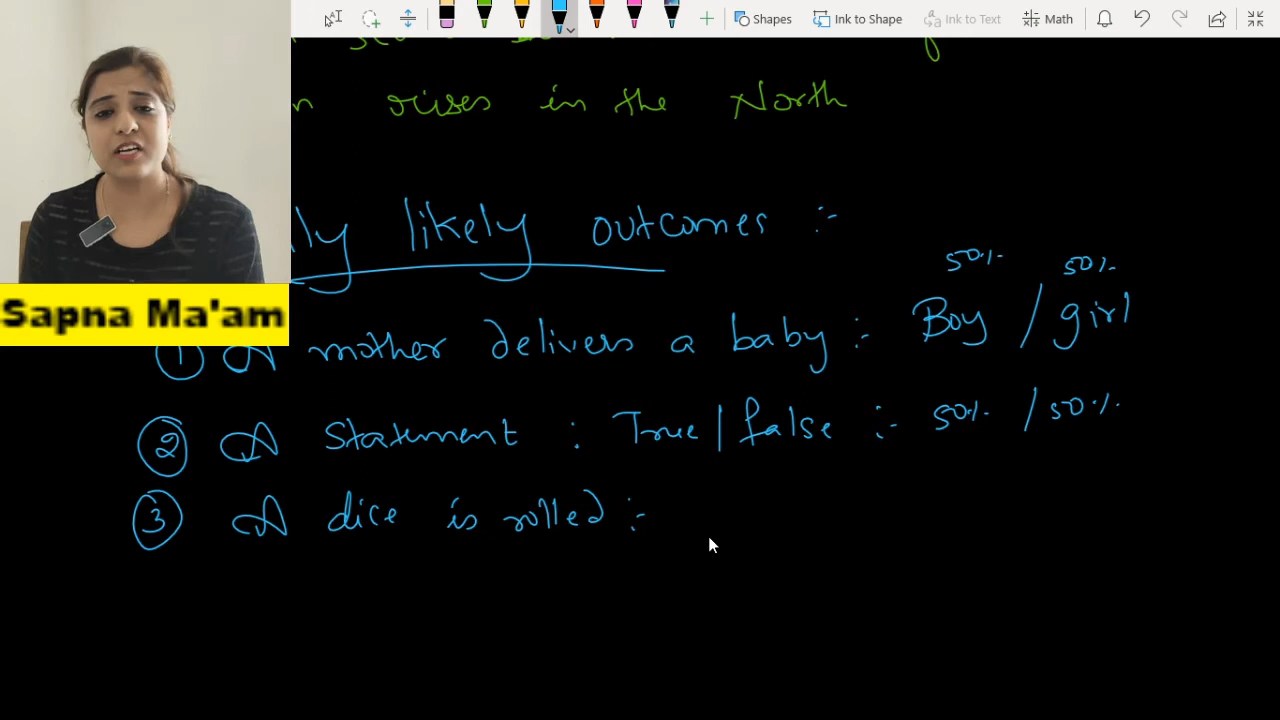 Shapes Ink to Shape Ink to Text Math
rises in the North
likely outcomes :-
50% 50%
Sapna Ma'am
① A mother delivers a baby :- Boy / girl
② A Statement : True | false :- 50% / 50%
③ A dice is rolled :-